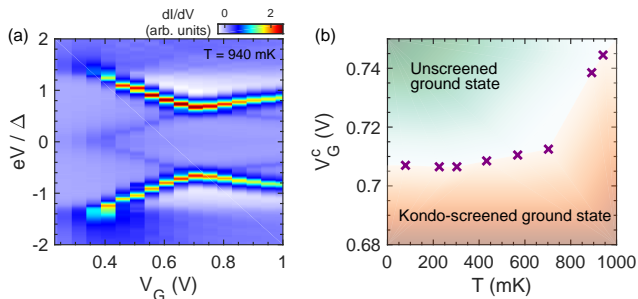 dI/dV
(arb. units)
0 2
(a)
T = 940 mK
2
1
0
-1
-2
eV / Δ
0.4 0.6 0.8 1
V_G (V)
(b)
Unscreened
ground state
Kondo-screened ground state
0.74
0.72
0.7
0.68
V_G^c (V)
0 200 400 600 800 1000
T (mK)